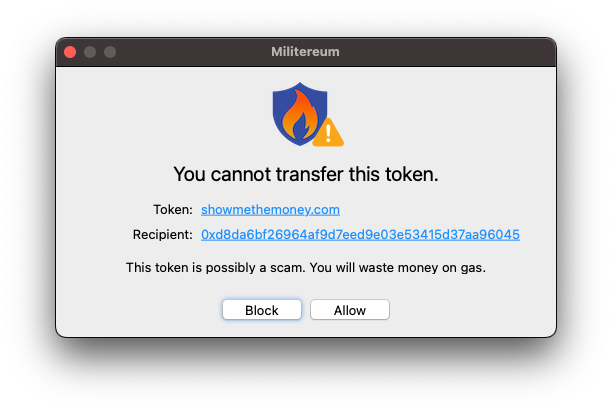 Militereum
You cannot transfer this token.
Token: showmethemoney.com
Recipient: 0xd8da6bf26964af9d7eed9e03e53415d37aa96045
This token is possibly a scam. You will waste money on gas.
Block Allow